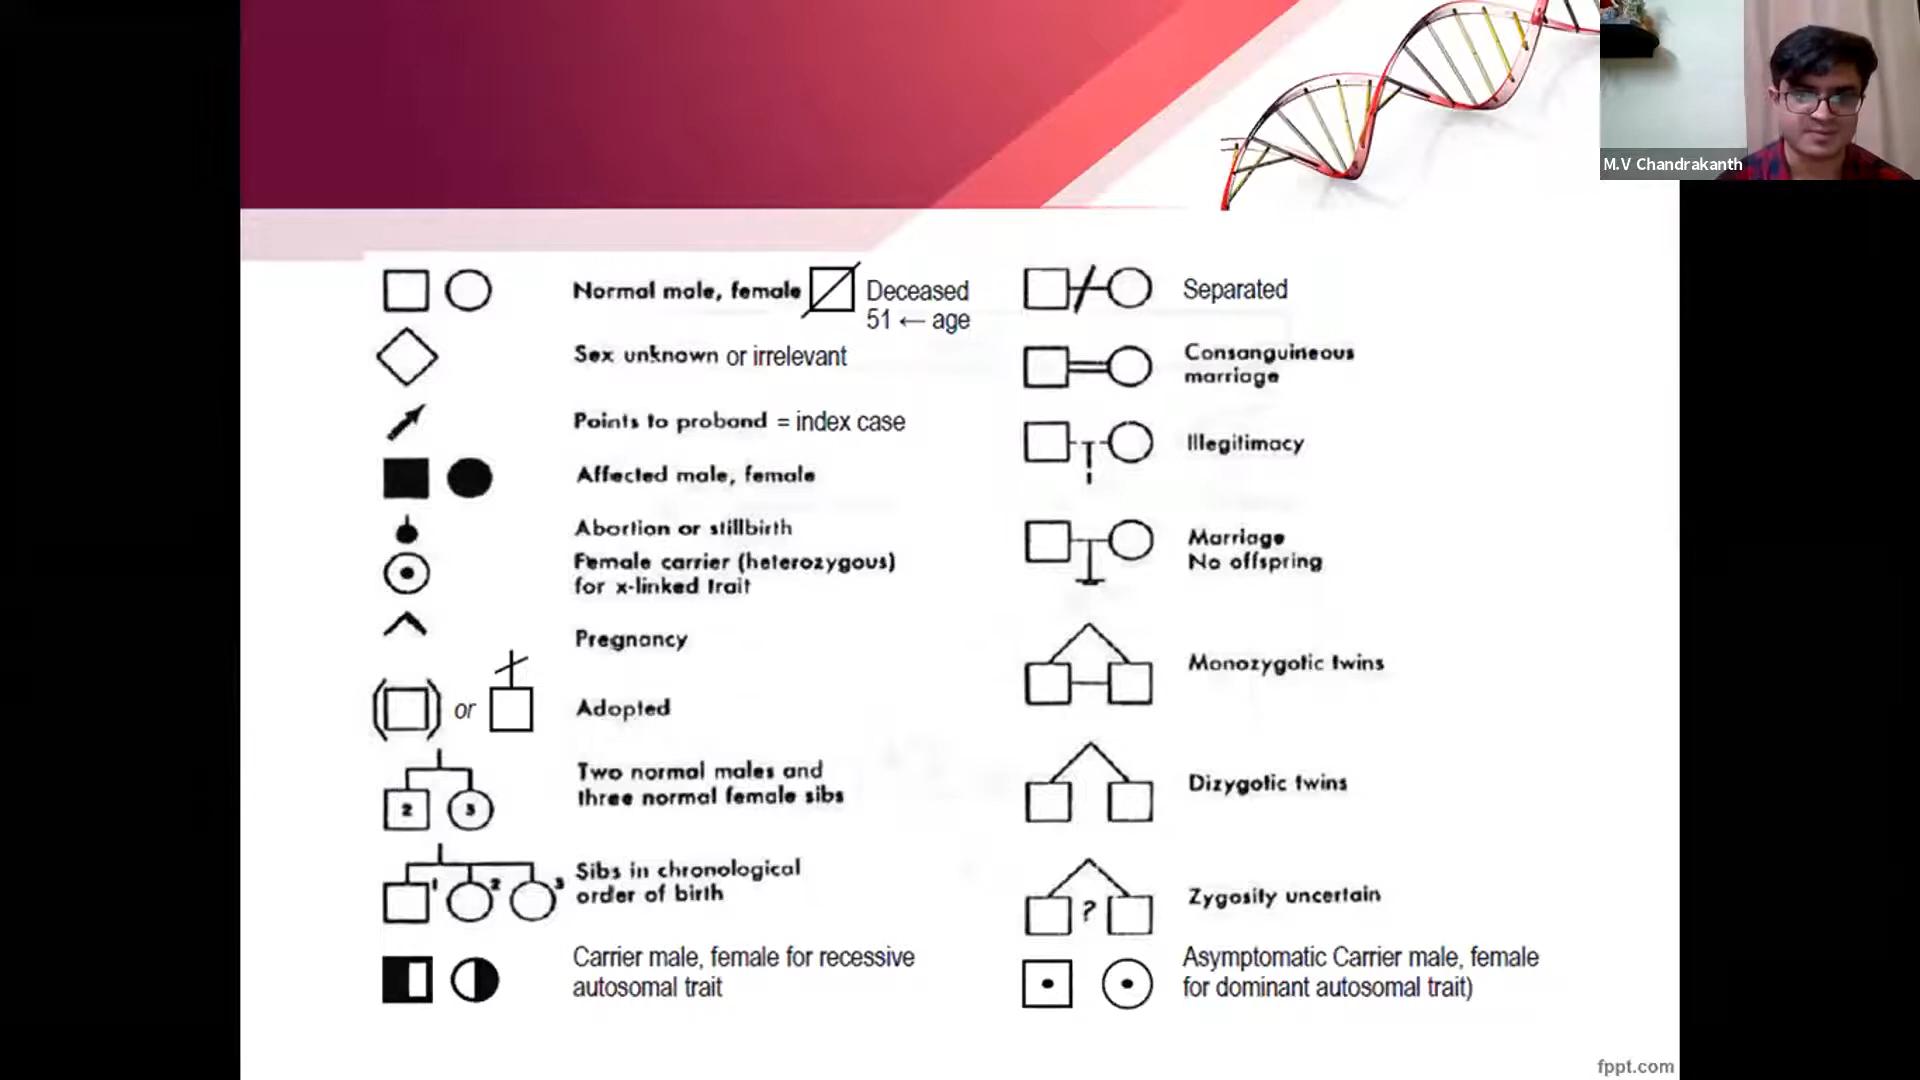 M.V Chandrakanth
Normal male, female
Deceased
51 ← age
Sex unknown or irrelevant
Points to proband = index case
Affected male, female
Abortion or stillbirth
Female carrier (heterozygous)
for x-linked trait
Pregnancy
or
Adopted
2 3
Two normal males and
three normal female sibs
1 2 3
Sibs in chronological
order of birth
Carrier male, female for recessive
autosomal trait
Separated
Consanguineous
marriage
Illegitimacy
Marriage
No offspring
Monozygotic twins
Dizygotic twins
?
Zygosity uncertain
Asymptomatic Carrier male, female
for dominant autosomal trait)
fppt.com